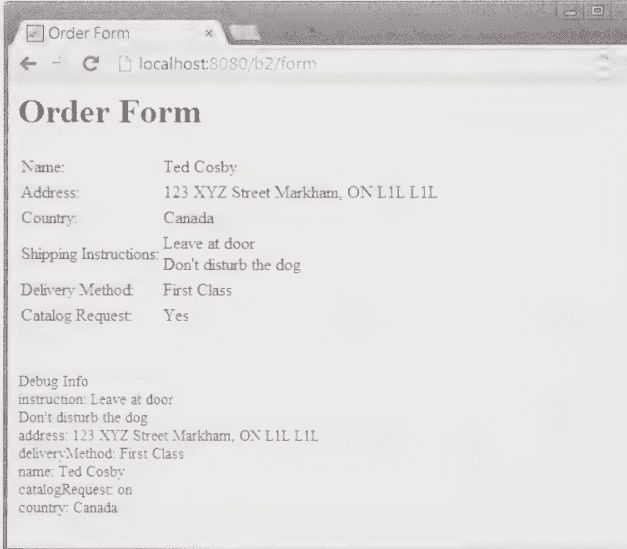 Order Form
localhost:8080/b2/form
Order Form
Name: Ted Cosby
Address: 123 XYZ Street Markham, ON L1L L1L
Country: Canada
Shipping Instructions: Leave at door
Don't disturb the dog
Delivery Method: First Class
Catalog Request: Yes
Debug Info
instruction: Leave at door
Don't disturb the dog
address: 123 XYZ Street Markham, ON L1L L1L
deliveryMethod: First Class
name: Ted Cosby
catalogRequest: on
country: Canada